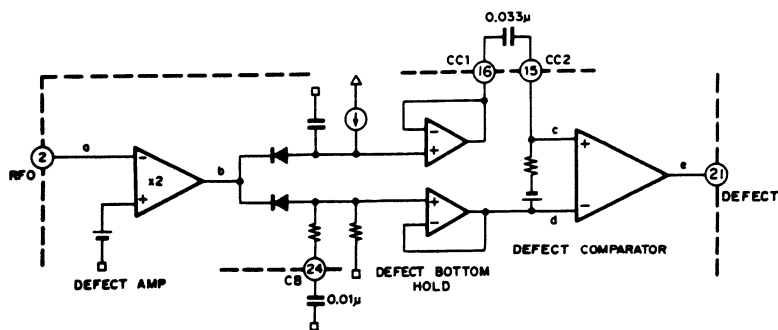 0.033µ
CC1
16
15
CC2
2
a
RFO
-
×2
+
b
DEFECT AMP
-
+
+
-
c
+
-
d
e
21
DEFECT
DEFECT COMPARATOR
24
CB
0.01µ
DEFECT BOTTOM
HOLD